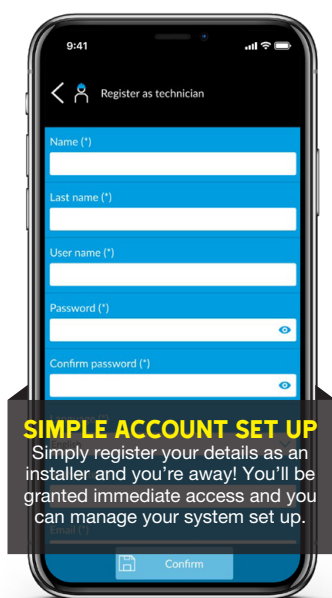 9:41
Register as technician
Name (*)
Last name (*)
User name (*)
Password (*)
Confirm password (*)
Language (*)
English
SIMPLE ACCOUNT SET UP
Simply register your details as an
installer and you're away! You'll be
granted immediate access and you
can manage your system set up.
Email (*)
Confirm